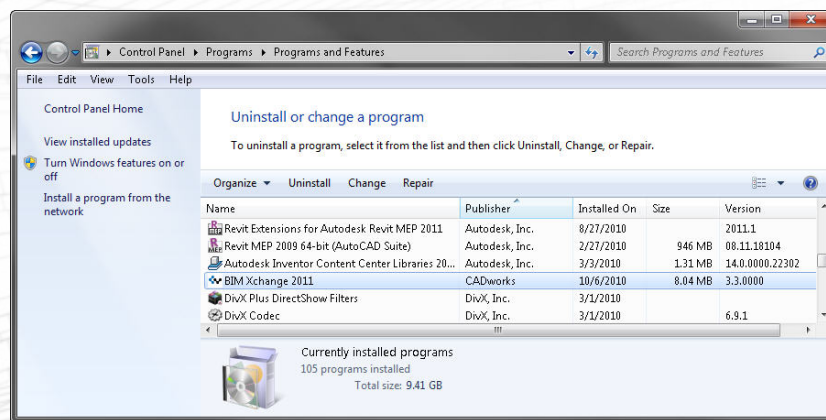 Control Panel ▸ Programs ▸ Programs and Features
Search Programs and Features
File Edit View Tools Help
Control Panel Home
View installed updates
Turn Windows features on or
off
Install a program from the
network
Uninstall or change a program
To uninstall a program, select it from the list and then click Uninstall, Change, or Repair.
Organize Uninstall Change Repair
Name Publisher Installed On Size Version
Revit Extensions for Autodesk Revit MEP 2011 Autodesk, Inc. 8/27/2010 2011.1
Revit MEP 2009 64-bit (AutoCAD Suite) Autodesk, Inc. 2/27/2010 946 MB 08.11.18104
Autodesk Inventor Content Center Libraries 20... Autodesk, Inc. 3/3/2010 1.31 MB 14.0.0000.22302
BIM Xchange 2011 CADworks 10/6/2010 8.04 MB 3.3.0000
DivX Plus DirectShow Filters DivX, Inc. 3/1/2010
DivX Codec DivX, Inc. 3/1/2010 6.9.1
Currently installed programs
105 programs installed
Total size: 9.41 GB